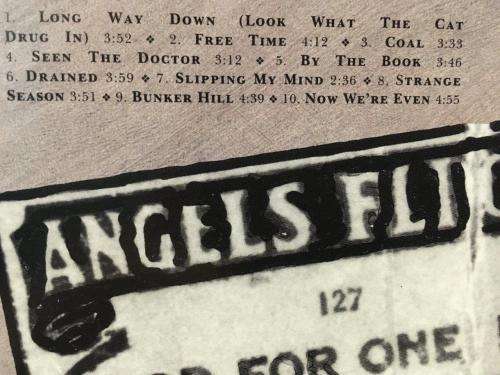 1. Long Way Down (Look What The Cat
Drug In) 3:52 ❖ 2. Free Time 4:12 ❖ 3. Coal 3:33
4. Seen The Doctor 3:12 ❖ 5. By The Book 3:46
6. Drained 3:59 ❖ 7. Slipping My Mind 2:36 ❖ 8. Strange
Season 3:51 ❖ 9. Bunker Hill 4:39 ❖ 10. Now We're Even 4:55
ANGELS FLI
127
FOR ONE